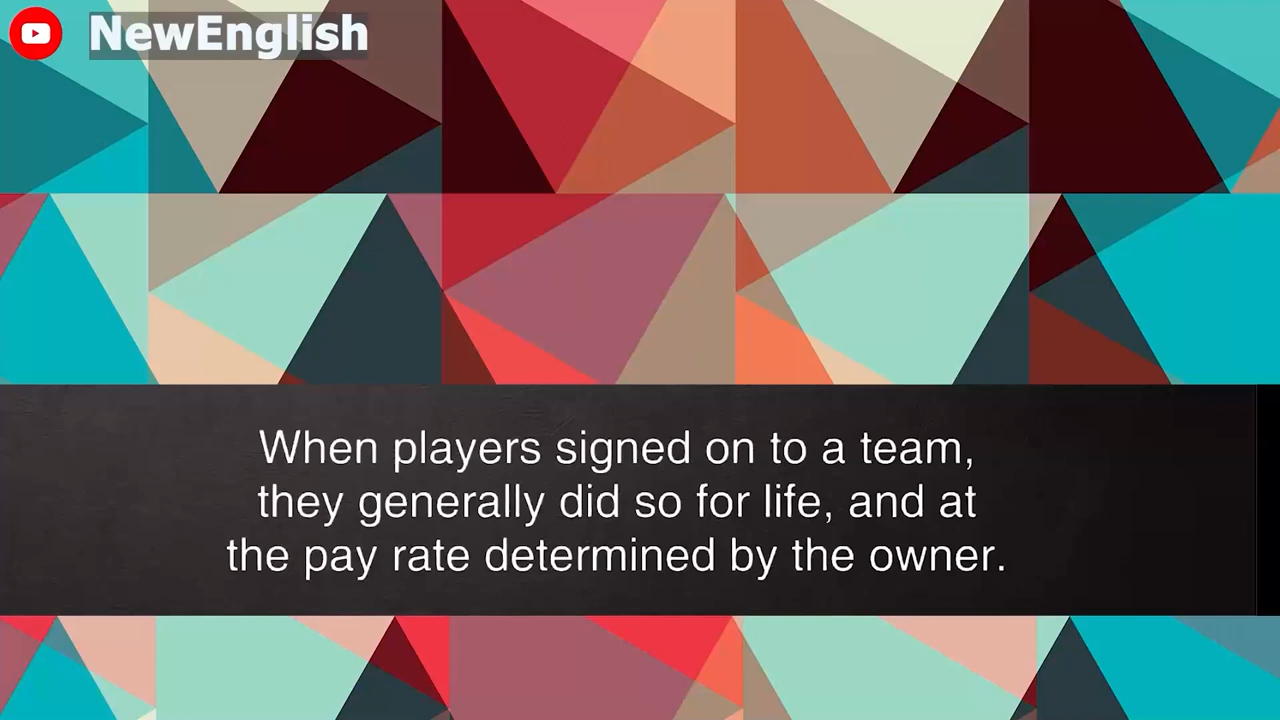 NewEnglish
When players signed on to a team,
they generally did so for life, and at
the pay rate determined by the owner.